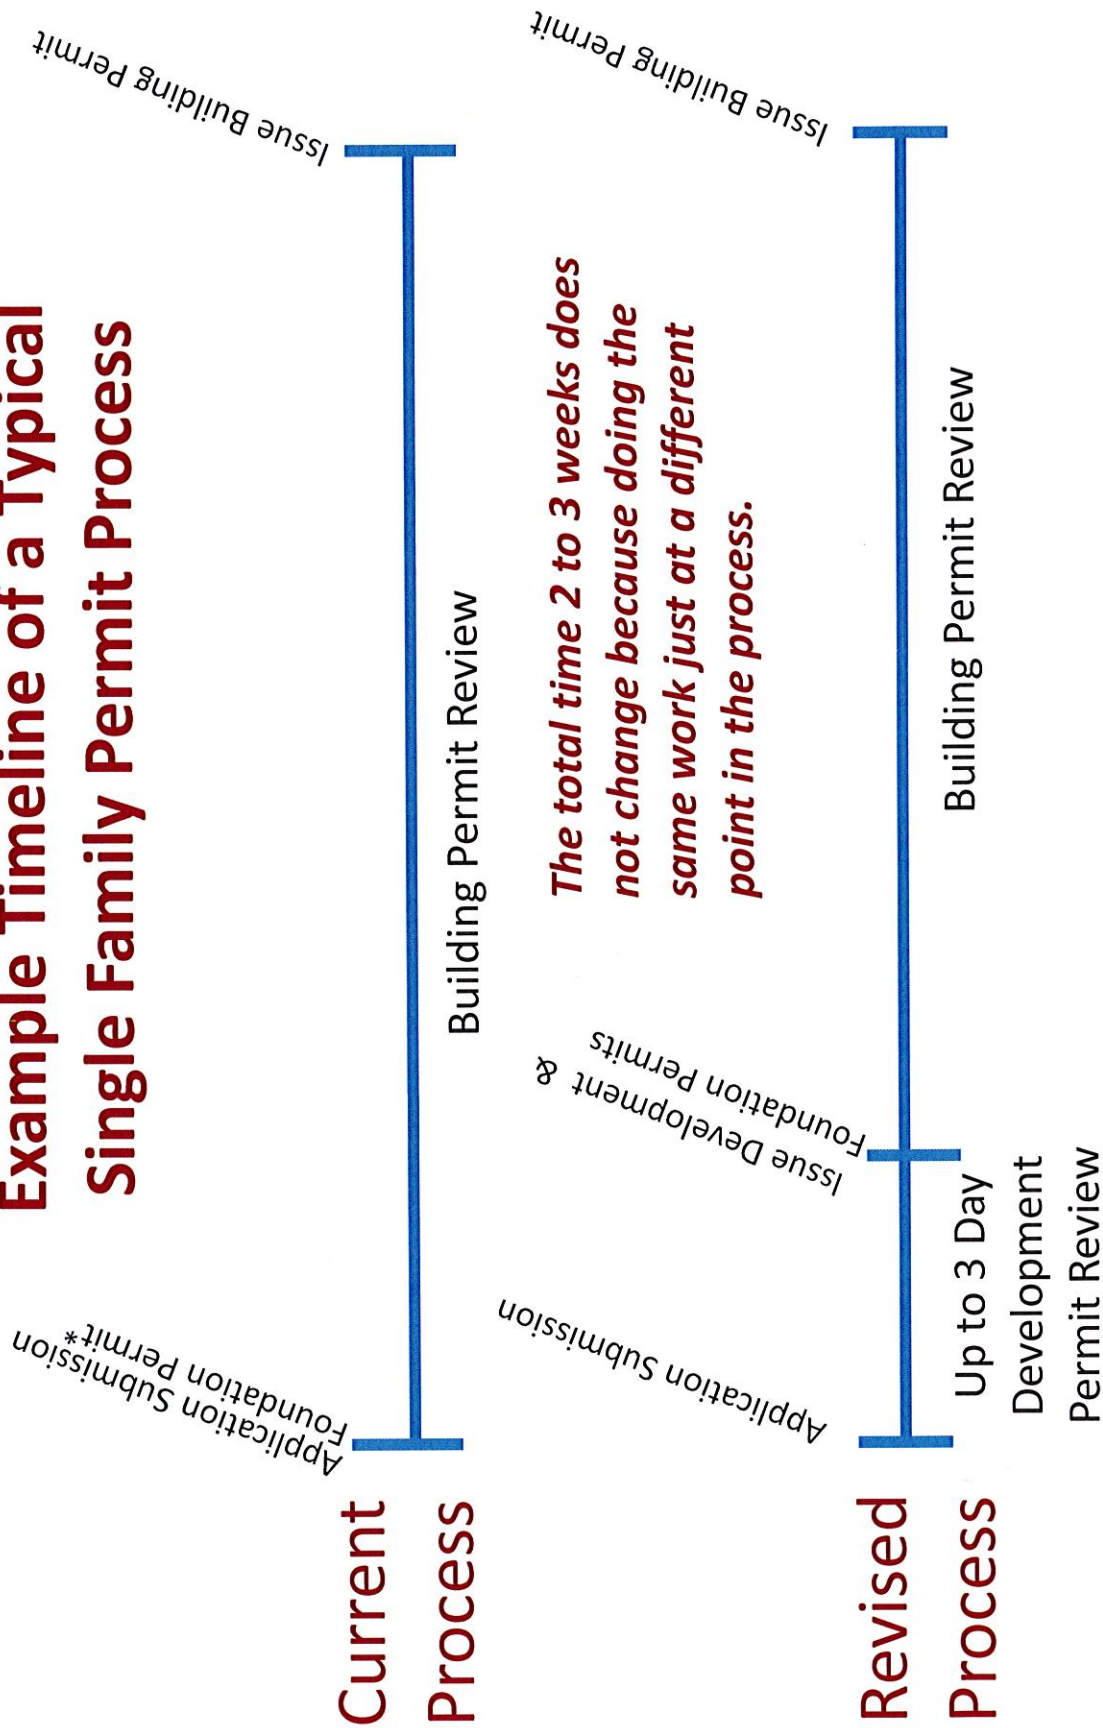 Example Timeline of a Typical
Single Family Permit Process
Current
Process
Application Submission
Foundation Permit*
Issue Building Permit
Building Permit Review
The total time 2 to 3 weeks does
not change because doing the
same work just at a different
point in the process.
Revised
Process
Application Submission
Issue Development &
Foundation Permits
Issue Building Permit
Up to 3 Day
Development
Permit Review
Building Permit Review